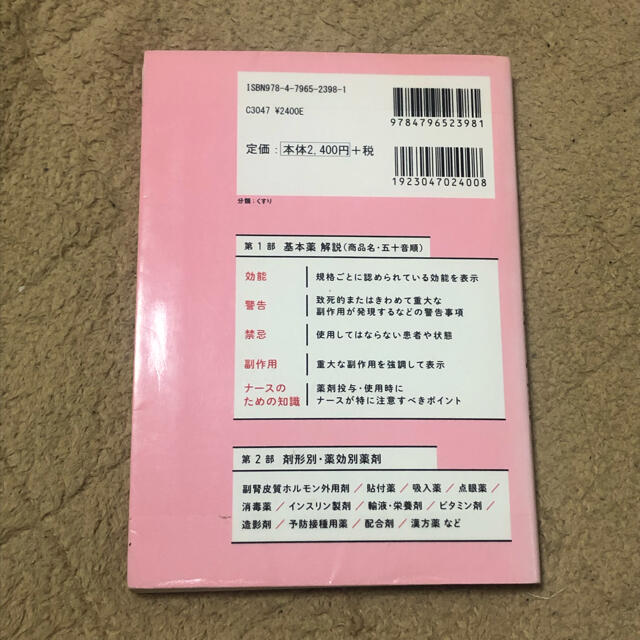 ISBN978-4-7965-2398-1
C3047 ¥2400E
定価:本体2,400円+税
9784796523981
1923047024008
分類:くすり
第1部 基本薬 解説(商品名・五十音順)
効能 規格ごとに認められている効能を表示
警告 致死的またはきわめて重大な
副作用が発現するなどの警告事項
禁忌 使用してはならない患者や状態
副作用 重大な副作用を強調して表示
ナースの 薬剤投与・使用時に
ための知識 ナースが特に注意すべきポイント
第2部 剤形別・薬効別薬剤
副腎皮質ホルモン外用剤/貼付薬/吸入薬/点眼薬/
消毒薬/インスリン製剤/輸液・栄養剤/ビタミン剤/
造影剤/予防接種用薬/配合剤/漢方薬 など